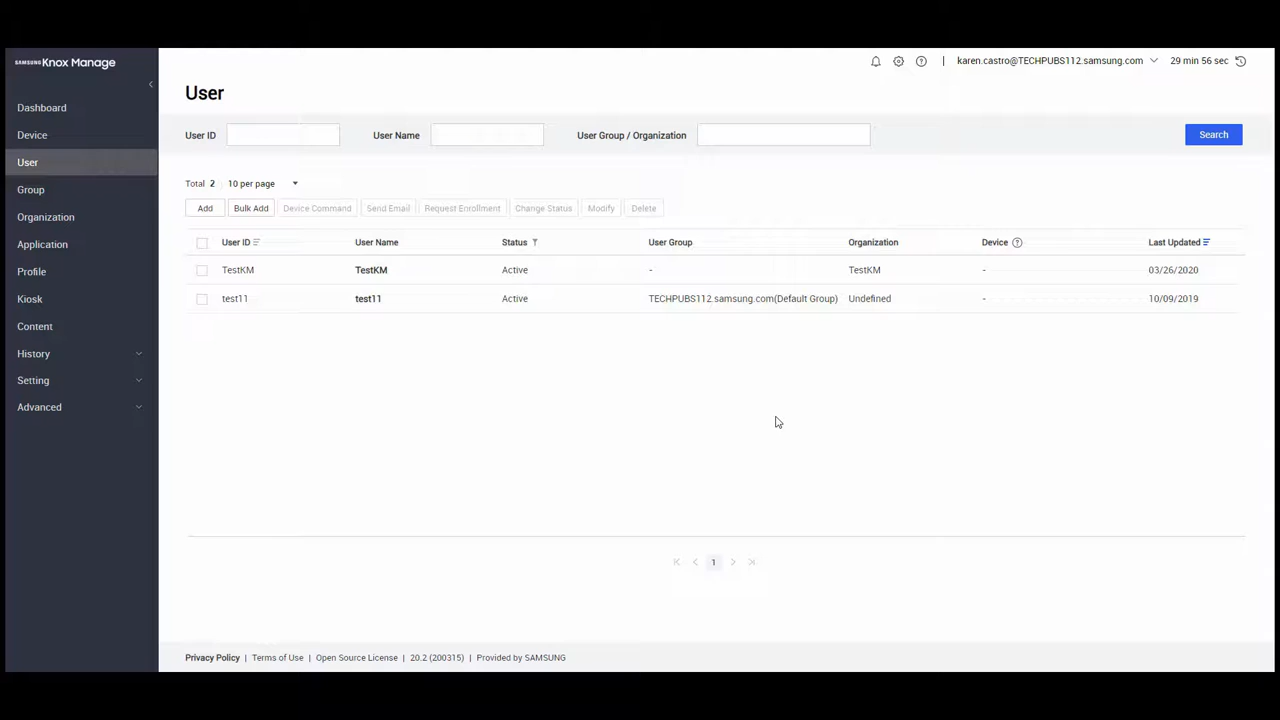 SAMSUNG Knox Manage
karen.castro@TECHPUBS112.samsung.com 29 min 56 sec
Dashboard
Device
User
Group
Organization
Application
Profile
Kiosk
Content
History
Setting
Advanced
User
User ID User Name User Group / Organization Search
Total 2 10 per page
Add Bulk Add Device Command Send Email Request Enrollment Change Status Modify Delete
User ID User Name Status User Group Organization Device Last Updated
TestKM TestKM Active - TestKM - 03/26/2020
test11 test11 Active TECHPUBS112.samsung.com(Default Group) Undefined - 10/09/2019
1
Privacy Policy | Terms of Use | Open Source License | 20.2 (200315) | Provided by SAMSUNG